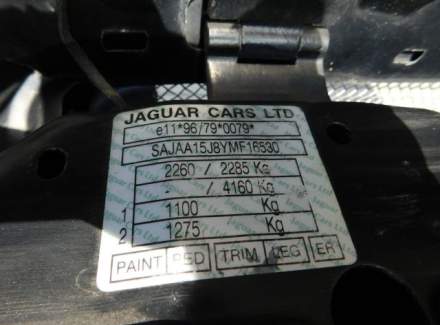 JAGUAR CARS LTD
e11*96/79*0079*
SAJAA15J8YMF16530
2260 / 2285 Kg
/ 4160 Kg
1 1100 Kg
2 1275 Kg
PAINT PED TRIM LEG ER